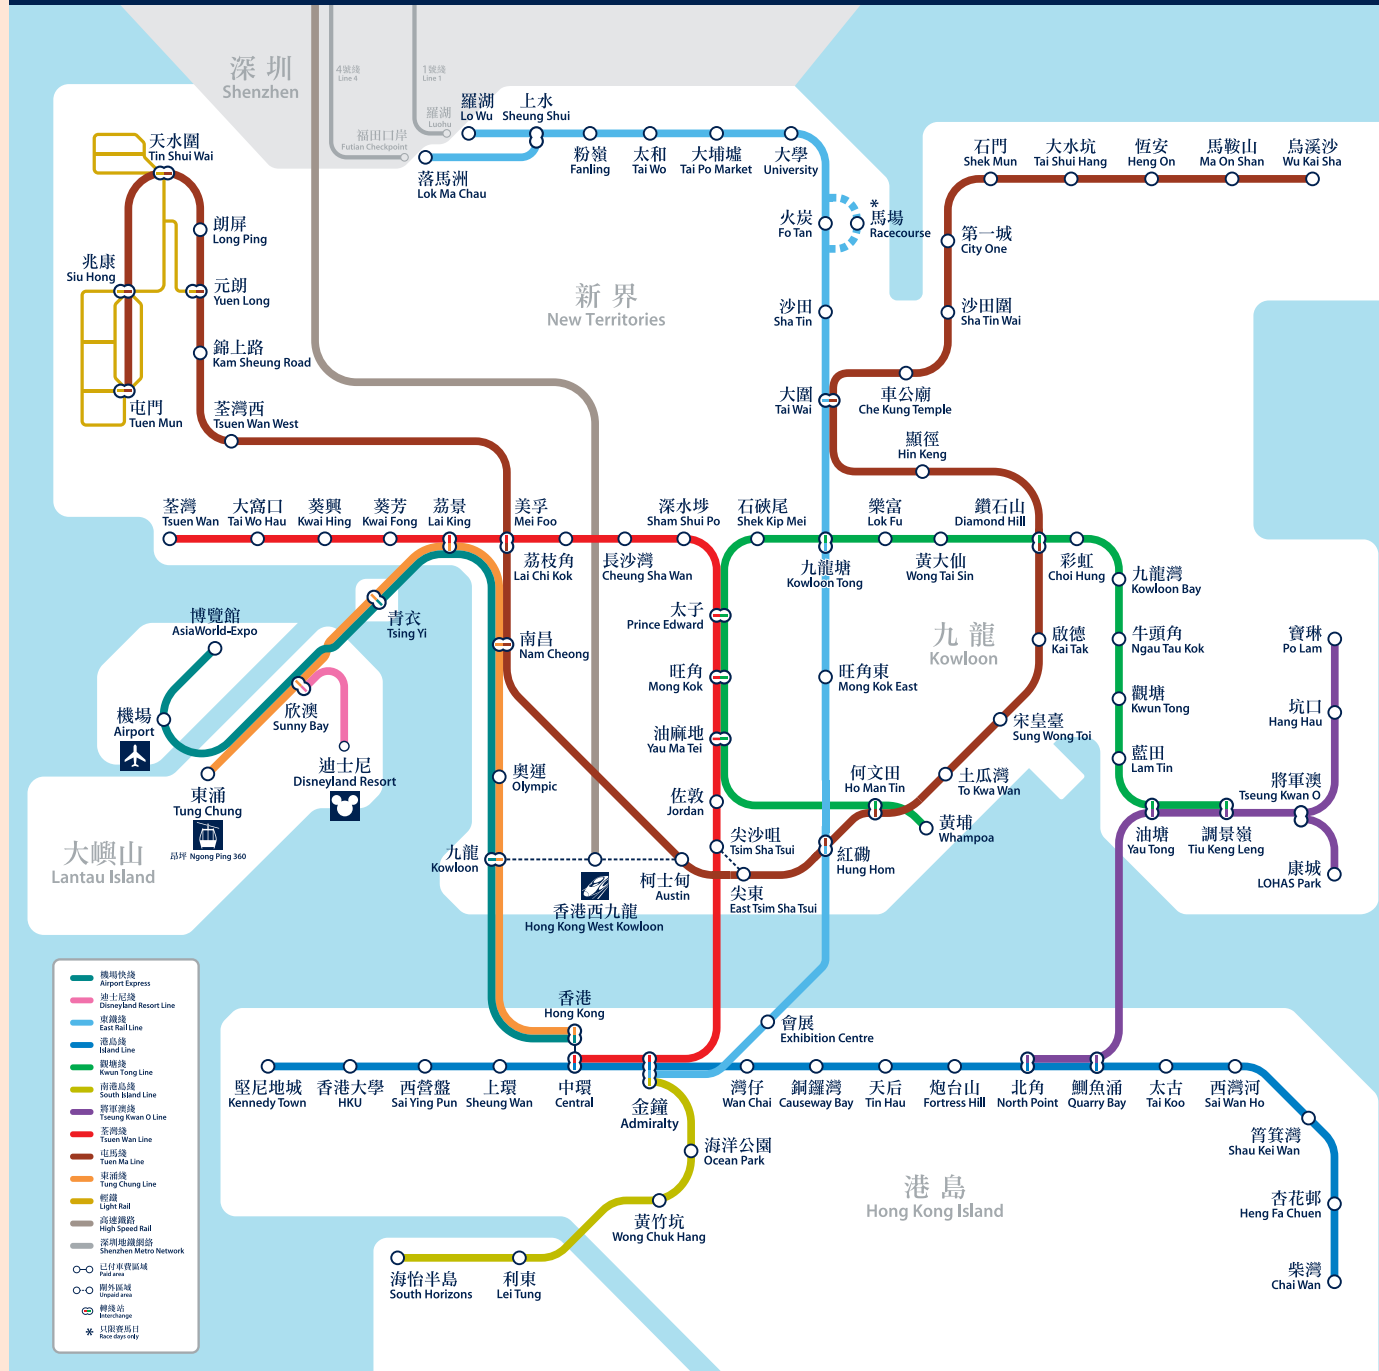 深圳
Shenzhen
4號綫
Line 4
1號綫
Line 1
羅湖
Luohu
福田口岸
Futian Checkpoint
羅湖
Lo Wu
上水
Sheung Shui
落馬洲
Lok Ma Chau
粉嶺
Fanling
太和
Tai Wo
大埔墟
Tai Po Market
大學
University
火炭
Fo Tan
*
馬場
Racecourse
沙田
Sha Tin
大圍
Tai Wai
石門
Shek Mun
大水坑
Tai Shui Hang
恆安
Heng On
馬鞍山
Ma On Shan
烏溪沙
Wu Kai Sha
第一城
City One
沙田圍
Sha Tin Wai
車公廟
Che Kung Temple
顯徑
Hin Keng
天水圍
Tin Shui Wai
朗屏
Long Ping
兆康
Siu Hong
元朗
Yuen Long
錦上路
Kam Sheung Road
屯門
Tuen Mun
荃灣西
Tsuen Wan West
新界
New Territories
荃灣
Tsuen Wan
大窩口
Tai Wo Hau
葵興
Kwai Hing
葵芳
Kwai Fong
荔景
Lai King
美孚
Mei Foo
荔枝角
Lai Chi Kok
長沙灣
Cheung Sha Wan
深水埗
Sham Shui Po
石硤尾
Shek Kip Mei
九龍塘
Kowloon Tong
樂富
Lok Fu
黃大仙
Wong Tai Sin
鑽石山
Diamond Hill
彩虹
Choi Hung
九龍灣
Kowloon Bay
牛頭角
Ngau Tau Kok
觀塘
Kwun Tong
藍田
Lam Tin
油塘
Yau Tong
調景嶺
Tiu Keng Leng
將軍澳
Tseung Kwan O
坑口
Hang Hau
寶琳
Po Lam
康城
LOHAS Park
九龍
Kowloon
啟德
Kai Tak
宋皇臺
Sung Wong Toi
土瓜灣
To Kwa Wan
何文田
Ho Man Tin
黃埔
Whampoa
紅磡
Hung Hom
旺角東
Mong Kok East
太子
Prince Edward
旺角
Mong Kok
油麻地
Yau Ma Tei
佐敦
Jordan
尖沙咀
Tsim Sha Tsui
尖東
East Tsim Sha Tsui
柯士甸
Austin
香港西九龍
Hong Kong West Kowloon
九龍
Kowloon
奧運
Olympic
南昌
Nam Cheong
青衣
Tsing Yi
博覽館
AsiaWorld-Expo
機場
Airport
欣澳
Sunny Bay
迪士尼
Disneyland Resort
東涌
Tung Chung
昂坪 Ngong Ping 360
大嶼山
Lantau Island
香港
Hong Kong
中環
Central
金鐘
Admiralty
會展
Exhibition Centre
堅尼地城
Kennedy Town
香港大學
HKU
西營盤
Sai Ying Pun
上環
Sheung Wan
灣仔
Wan Chai
銅鑼灣
Causeway Bay
天后
Tin Hau
炮台山
Fortress Hill
北角
North Point
鰂魚涌
Quarry Bay
太古
Tai Koo
西灣河
Sai Wan Ho
筲箕灣
Shau Kei Wan
杏花邨
Heng Fa Chuen
柴灣
Chai Wan
海洋公園
Ocean Park
黃竹坑
Wong Chuk Hang
利東
Lei Tung
海怡半島
South Horizons
港島
Hong Kong Island
機場快綫
Airport Express
迪士尼綫
Disneyland Resort Line
東鐵綫
East Rail Line
港島綫
Island Line
觀塘綫
Kwun Tong Line
南港島綫
South Island Line
將軍澳綫
Tseung Kwan O Line
荃灣綫
Tsuen Wan Line
屯馬綫
Tuen Ma Line
東涌綫
Tung Chung Line
輕鐵
Light Rail
高速鐵路
High Speed Rail
深圳地鐵網絡
Shenzhen Metro Network
已付車費區域
Paid area
閘外區域
Unpaid area
轉綫站
Interchange
* 只限賽馬日
Race days only